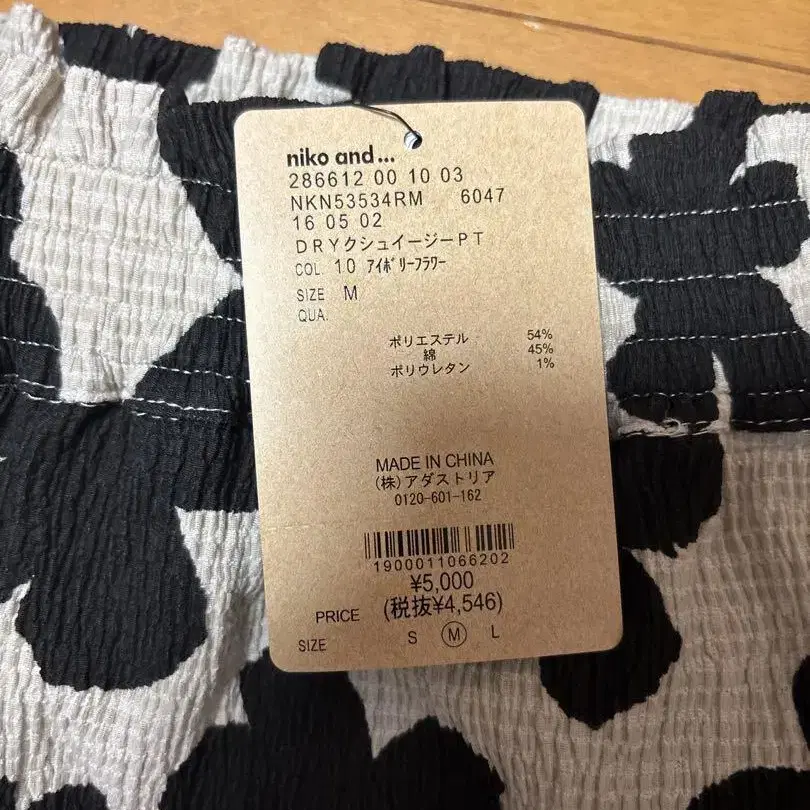 niko and...
286612 00 10 03
NKN53534RM 6047
16 05 02
DRYクシュイージーPT
COL. 10 ｱｲﾎﾞﾘｰﾌﾗﾜｰ
SIZE M
QUA.
ポリエステル 54%
綿 45%
ポリウレタン 1%
MADE IN CHINA
(株)アダストリア
0120-601-162
1900011066202
¥5,000
PRICE (税抜¥4,546)
SIZE S M L